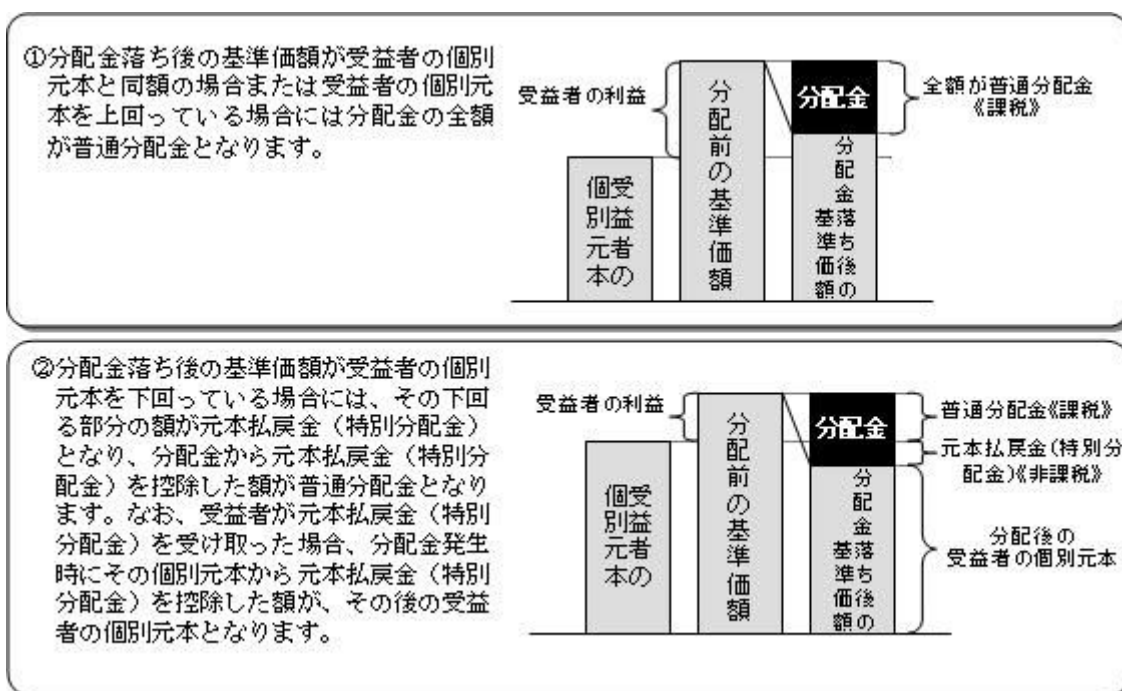 ①分配金落ち後の基準価額が受益者の個別
元本と同額の場合または受益者の個別元
本を上回っている場合には分配金の全額
が普通分配金となります。
受益者の利益
受益者の
個別元本
分配前の基準価額
分配金
分配金落ち後の
基準価額
全額が普通分配金
《課税》
②分配金落ち後の基準価額が受益者の個別
元本を下回っている場合には、その下回
る部分の額が元本払戻金（特別分配金）
となり、分配金から元本払戻金（特別分
配金）を控除した額が普通分配金となり
ます。なお、受益者が元本払戻金（特別
分配金）を受け取った場合、分配金発生
時にその個別元本から元本払戻金（特別
分配金）を控除した額が、その後の受益
者の個別元本となります。
受益者の利益
受益者の
個別元本
分配前の基準価額
分配金
分配金落ち後の
基準価額
普通分配金《課税》
元本払戻金(特別分
配金)《非課税》
分配後の
受益者の個別元本